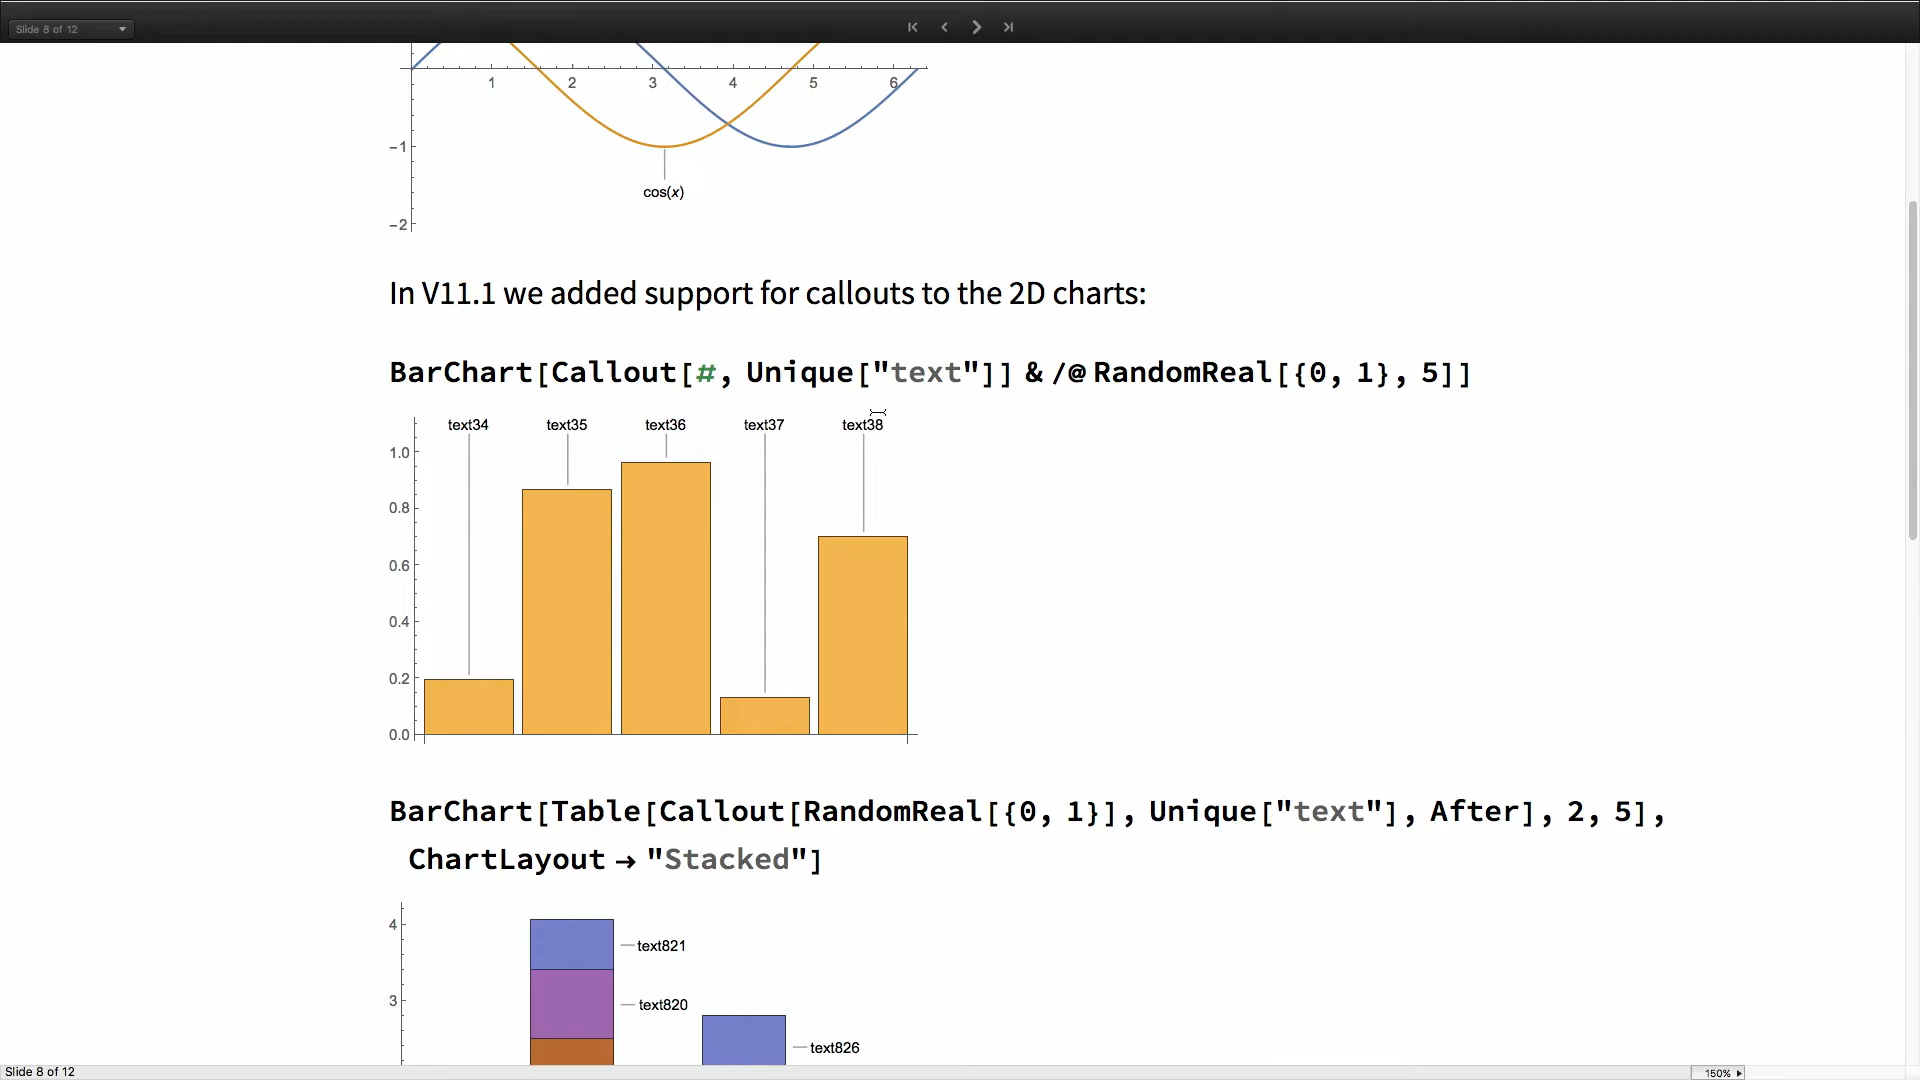 Slide 8 of 12
1 2 3 4 5 6
−1
cos(x)
−2
In V11.1 we added support for callouts to the 2D charts:
BarChart[Callout[#, Unique["text"]] & /@ RandomReal[{0, 1}, 5]]
text34 text35 text36 text37 text38
1.0
0.8
0.6
0.4
0.2
0.0
BarChart[Table[Callout[RandomReal[{0, 1}], Unique["text"], After], 2, 5],
ChartLayout → "Stacked"]
4
text821
3
text820
text826
Slide 8 of 12
150%